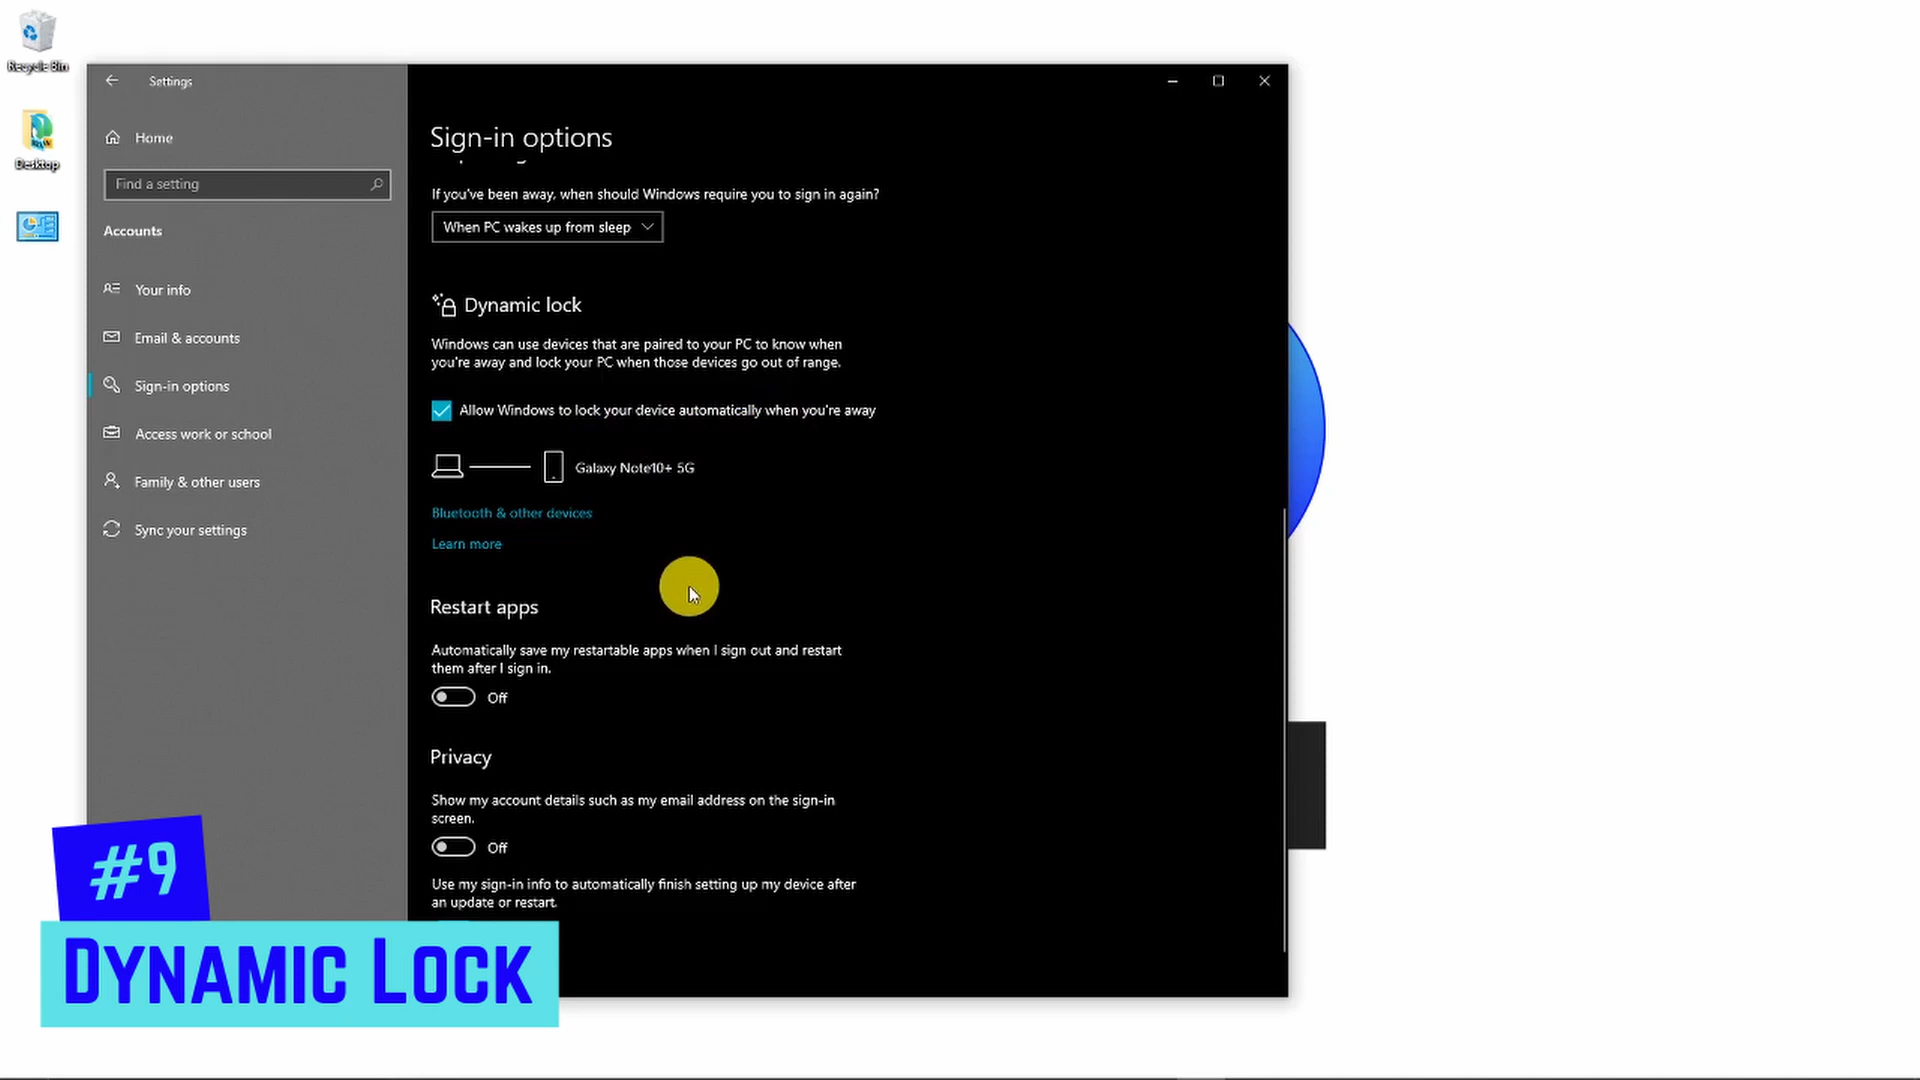 Recycle Bin
Desktop
Settings
Home
Find a setting
Accounts
Your info
Email & accounts
Sign-in options
Access work or school
Family & other users
Sync your settings
Sign-in options
If you've been away, when should Windows require you to sign in again?
When PC wakes up from sleep
Dynamic lock
Windows can use devices that are paired to your PC to know when
you're away and lock your PC when those devices go out of range.
Allow Windows to lock your device automatically when you're away
Galaxy Note10+ 5G
Bluetooth & other devices
Learn more
Restart apps
Automatically save my restartable apps when I sign out and restart
them after I sign in.
Off
Privacy
Show my account details such as my email address on the sign-in
screen.
Off
Use my sign-in info to automatically finish setting up my device after
an update or restart.
#9
DYNAMIC LOCK